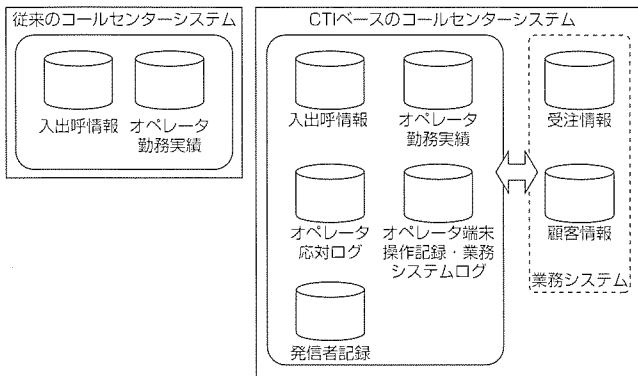 従来のコールセンターシステム
入出呼情報
オペレータ
勤務実績
CTIベースのコールセンターシステム
入出呼情報
オペレータ
勤務実績
受注情報
オペレータ
応対ログ
オペレータ端末
操作記録・業務
システムログ
顧客情報
業務システム
発信者記録